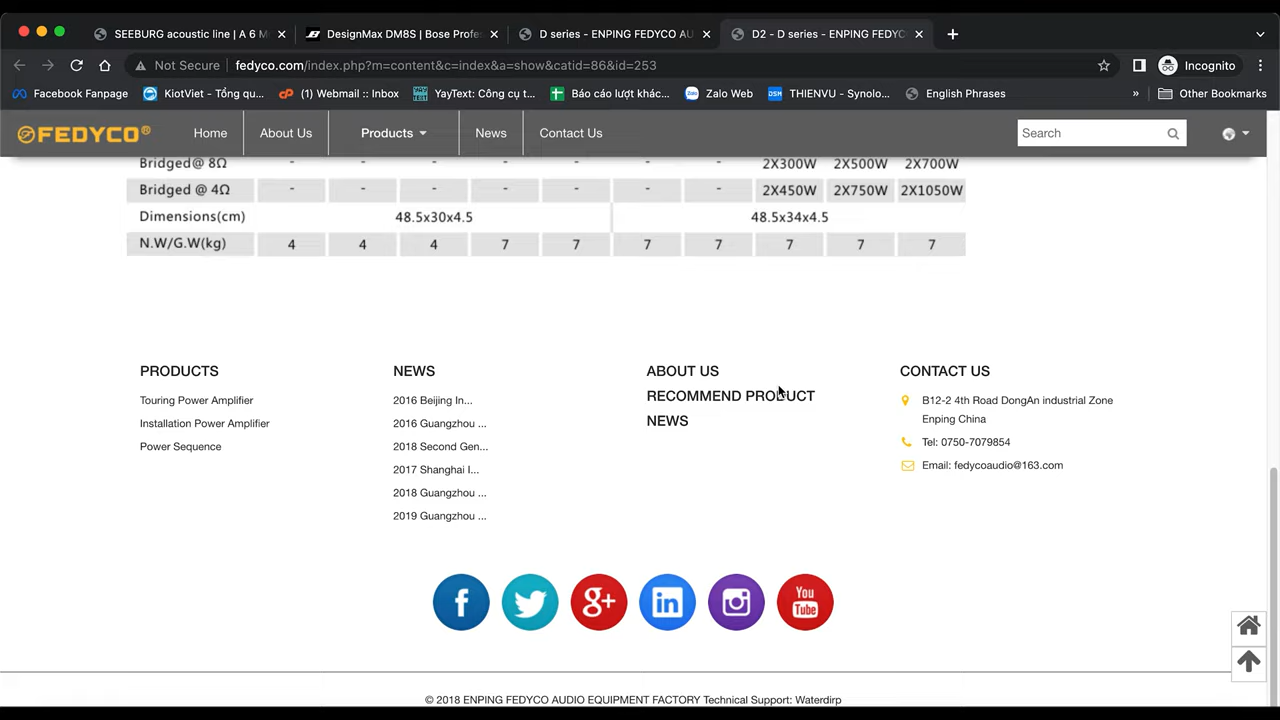 SEEBURG acoustic line | A 6 M
DesignMax DM8S | Bose Profes
D series - ENPING FEDYCO AU
D2 - D series - ENPING FEDYC
Not Secure
fedyco.com/index.php?m=content&c=index&a=show&catid=86&id=253
Incognito
Facebook Fanpage
KiotViet - Tổng qu...
(1) Webmail :: Inbox
YayText: Công cụ t...
Báo cáo lượt khác...
Zalo Web
THIENVU - Synolo...
English Phrases
»
Other Bookmarks
FEDYCO®
Home
About Us
Products
News
Contact Us
Search
Bridged@ 8Ω - - - - - - - 2X300W 2X500W 2X700W
Bridged @ 4Ω - - - - - - - 2X450W 2X750W 2X1050W
Dimensions(cm) 48.5x30x4.5 48.5x34x4.5
N.W/G.W(kg) 4 4 4 7 7 7 7 7 7 7
PRODUCTS
Touring Power Amplifier
Installation Power Amplifier
Power Sequence
NEWS
2016 Beijing In...
2016 Guangzhou ...
2018 Second Gen...
2017 Shanghai I...
2018 Guangzhou ...
2019 Guangzhou ...
ABOUT US
RECOMMEND PRODUCT
NEWS
CONTACT US
B12-2 4th Road DongAn industrial Zone
Enping China
Tel: 0750-7079854
Email: fedycoaudio@163.com
f
g+
in
You
Tube
© 2018 ENPING FEDYCO AUDIO EQUIPMENT FACTORY Technical Support: Waterdirp